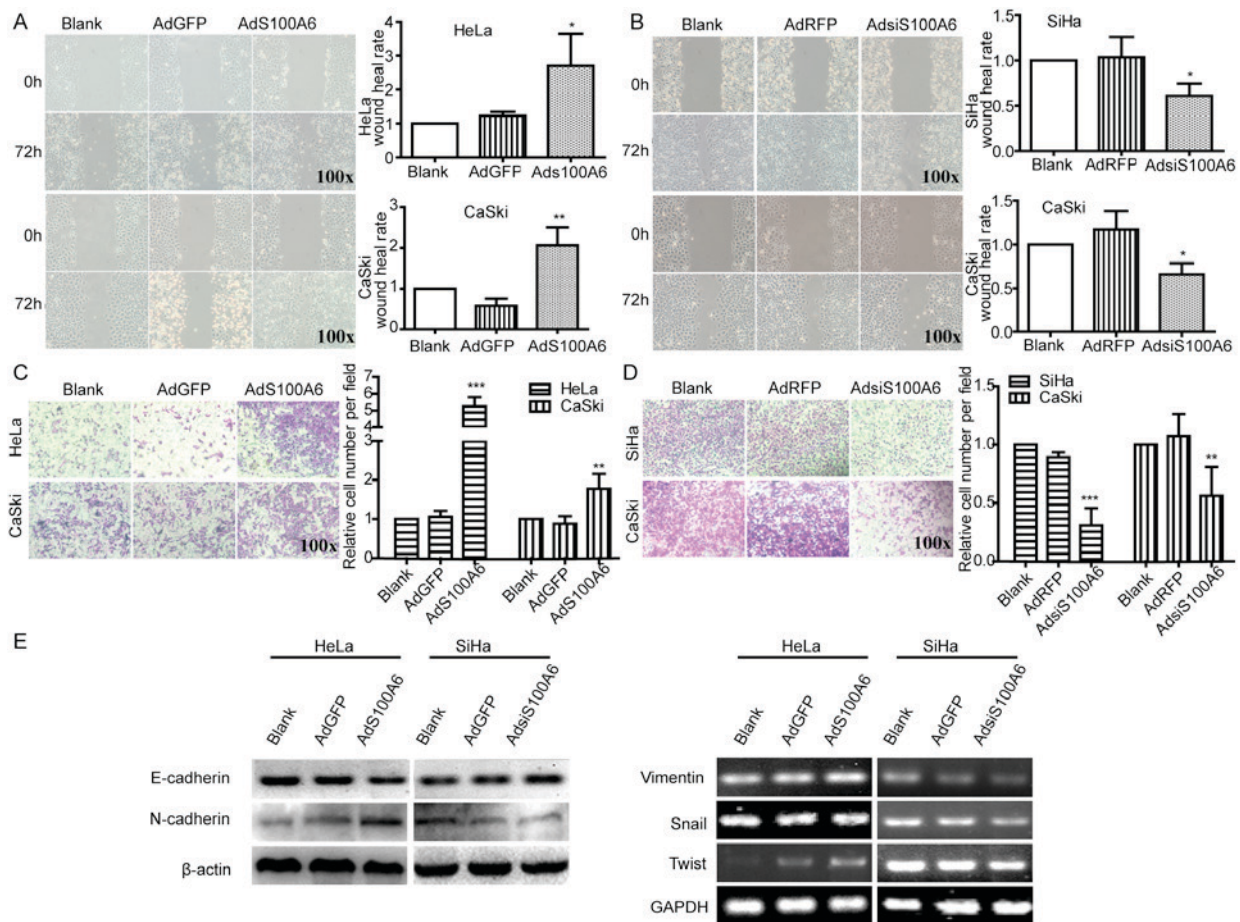 A
Blank AdGFP AdS100A6
0h
72h
100x
0h
72h
100x
HeLa
HeLa
wound heal rate
4
3
2
1
0
*
Blank AdGFP Ads100A6
CaSki
CaSki
wound heal rate
3
2
1
0
**
Blank AdGFP AdS100A6
B
Blank AdRFP AdsiS100A6
0h
72h
100x
0h
72h
100x
SiHa
SiHa
wound heal rate
1.5
1.0
0.5
0.0
*
Blank AdRFP AdsiS100A6
CaSki
CaSki
wound heal rate
1.5
1.0
0.5
0.0
*
Blank AdRFP AdsiS100A6
C
Blank AdGFP AdS100A6
HeLa
CaSki
100x
Relative cell number per field
7
6
5
4
2
1
0
HeLa
CaSki
***
**
Blank AdGFP AdS100A6 Blank AdGFP AdS100A6
D
Blank AdRFP AdsiS100A6
SiHa
CaSki
100x
Relative cell number per field
1.5
1.0
0.5
0.0
SiHa
CaSki
***
**
Blank AdRFP AdsiS100A6 Blank AdRFP AdsiS100A6
E
HeLa SiHa
Blank AdGFP AdS100A6 Blank AdGFP AdsiS100A6
E-cadherin
N-cadherin
β-actin
HeLa SiHa
Blank AdGFP AdS100A6 Blank AdGFP AdsiS100A6
Vimentin
Snail
Twist
GAPDH